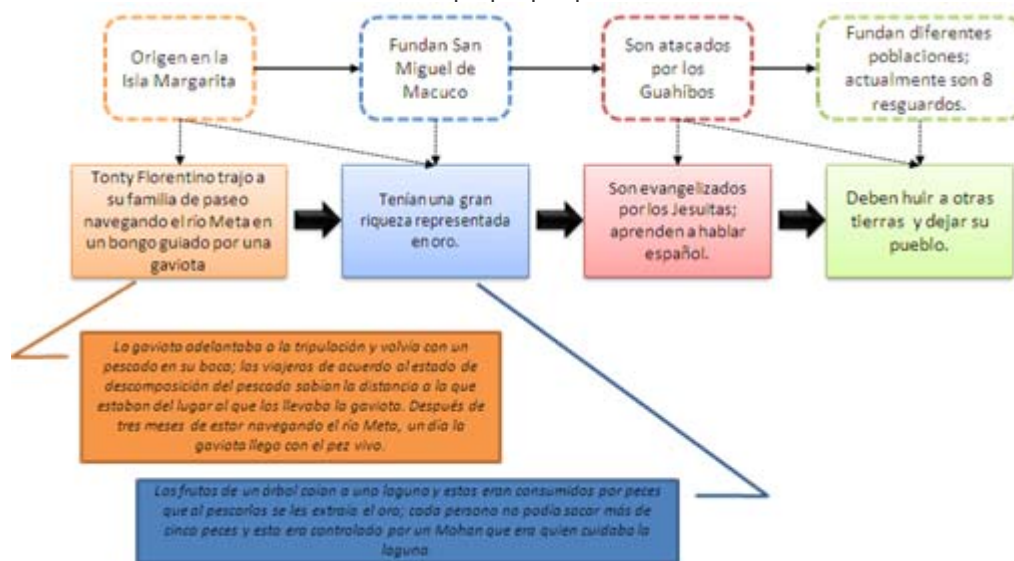 Origen en la
Isla Margarita
Fundan San
Miguel de
Macuco
Son atacados
por los
Guahíbos
Fundan diferentes
poblaciones;
actualmente son 8
resguardos.
Tonty Florentino trajo a
su familia de paseo
navegando el río Meta en
un bongo guiado por una
gaviota
Tenían una gran
riqueza representada
en oro.
Son evangelizados
por los Jesuitas;
aprenden a hablar
español.
Deben huir a otras
tierras y dejar su
pueblo.
La gaviota adelantaba a la tripulación y volvía con un
pescado en su boca; los viajeros de acuerdo al estado de
descomposición del pescado sabían la distancia a la que
estaban del lugar al que los llevaba la gaviota. Después de
tres meses de estar navegando el río Meta, un día la
gaviota llega con el pez vivo.
Los frutos de un árbol caían a una laguna y estos eran consumidos por peces
que al pescarlos se les extraía el oro; cada persona no podía sacar más de
cinco peces y esto era controlado por un Mohan que era quien cuidaba la
laguna